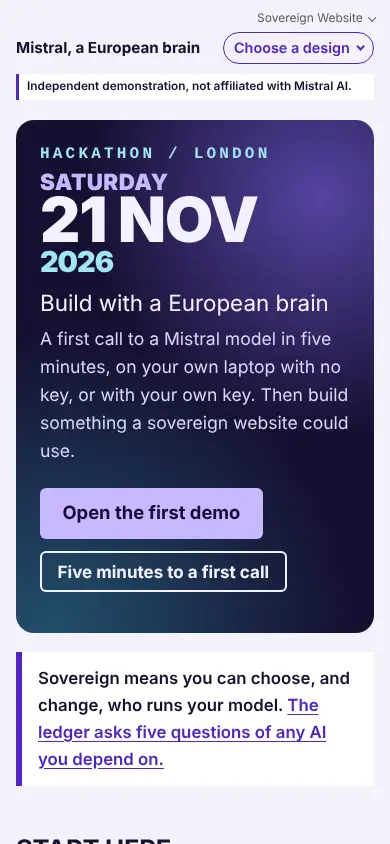 Sovereign Website
Mistral, a European brain
Choose a design
Independent demonstration, not affiliated with Mistral AI.
HACKATHON / LONDON
SATURDAY
21 NOV
2026
Build with a European brain
A first call to a Mistral model in five
minutes, on your own laptop with no
key, or with your own key. Then build
something a sovereign website could
use.
Open the first demo
Five minutes to a first call
Sovereign means you can choose, and
change, who runs your model. The
ledger asks five questions of any AI
you depend on.
START HERE